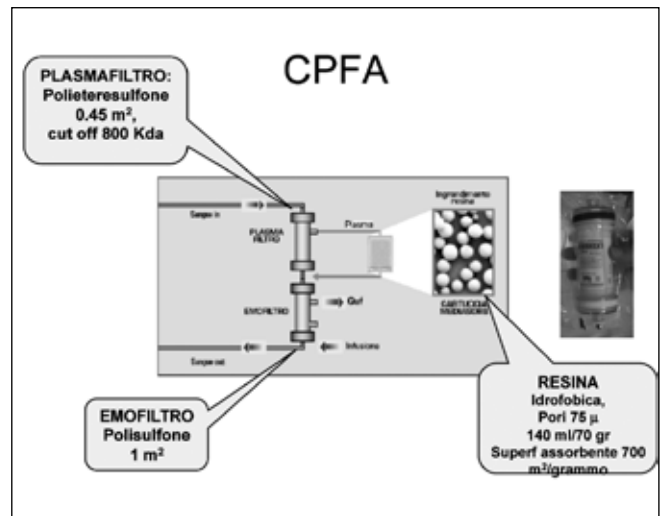 CPFA
PLASMAFILTRO:
Polieteresulfone
0.45 m²,
cut off 800 Kda
Sangue in
PLASMA
FILTRO
Plasma
Ingrandimento
resina
Quf
EMOFILTRO
CARTUCCIA
Infusione
Sangue out
EMOFILTRO
Polisulfone
1 m²
RESINA
Idrofobica,
Pori 75 µ
140 ml/70 gr
Superf assorbente 700
m²/grammo